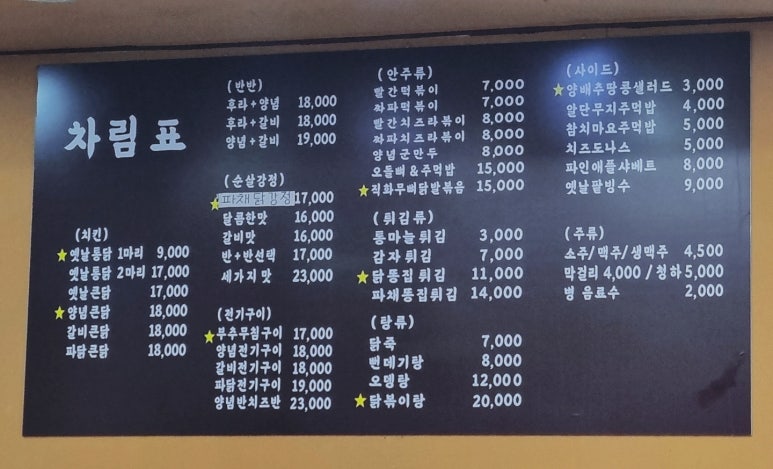 차림표
(치킨)
옛날통닭 1마리 9,000
옛날통닭 2마리 17,000
옛날큰닭 17,000
양념큰닭 18,000
갈비큰닭 18,000
파닭큰닭 18,000
(반반)
후라+양념 18,000
후라+갈비 18,000
양념+갈비 19,000
(순살강정)
파채닭강정 17,000
달콤한맛 16,000
갈비맛 16,000
반+반선택 17,000
세가지맛 23,000
(전기구이)
부추무침구이 17,000
양념전기구이 18,000
갈비전기구이 18,000
파닭전기구이 19,000
양념반치즈반 23,000
(안주류)
빨간떡볶이 7,000
짜파떡볶이 7,000
빨간치즈라볶이 8,000
짜파치즈라볶이 8,000
양념군만두 8,000
오돌뼈&주먹밥 15,000
직화무뼈닭발볶음 15,000
(튀김류)
통마늘튀김 3,000
감자튀김 7,000
닭똥집튀김 11,000
파채똥집튀김 14,000
(탕류)
닭죽 7,000
뻔데기탕 8,000
오뎅탕 12,000
닭볶이탕 20,000
(사이드)
양배추땅콩샐러드 3,000
알단무지주먹밥 4,000
참치마요주먹밥 5,000
치즈도나스 5,000
파인애플샤베트 8,000
옛날팥빙수 9,000
(주류)
소주/맥주/생맥주 4,500
막걸리 4,000 / 청하 5,000
병 음료수 2,000